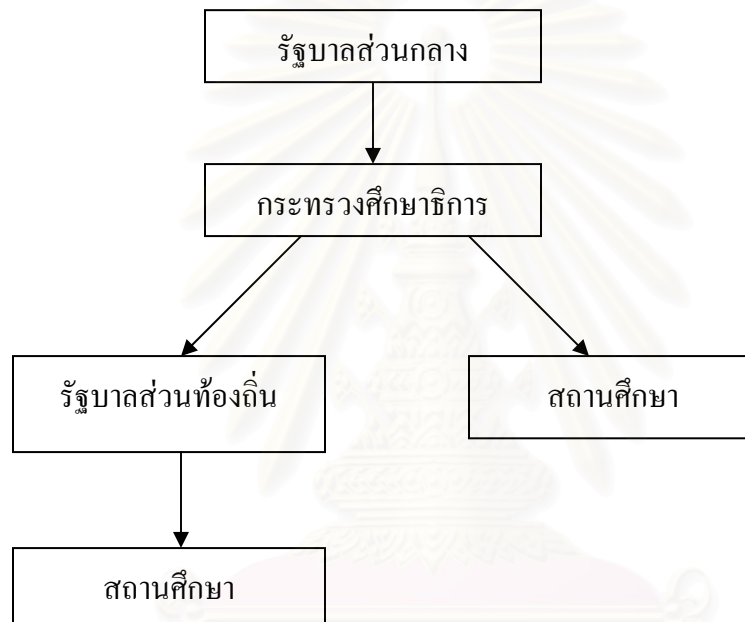 รัฐบาลส่วนกลาง
กระทรวงศึกษาธิการ
รัฐบาลส่วนท้องถิ่น
สถานศึกษา
สถานศึกษา